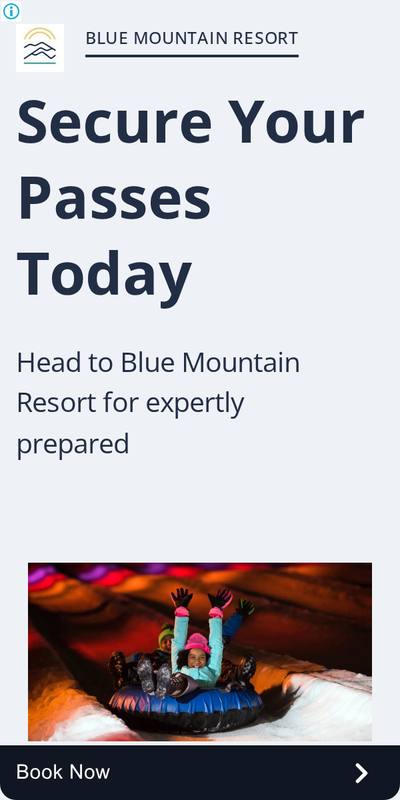 BLUE MOUNTAIN RESORT
Secure Your
Passes
Today
Head to Blue Mountain
Resort for expertly
prepared
Book Now